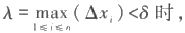 λ = max (Δxᵢ) < δ 时，
1≤i≤n